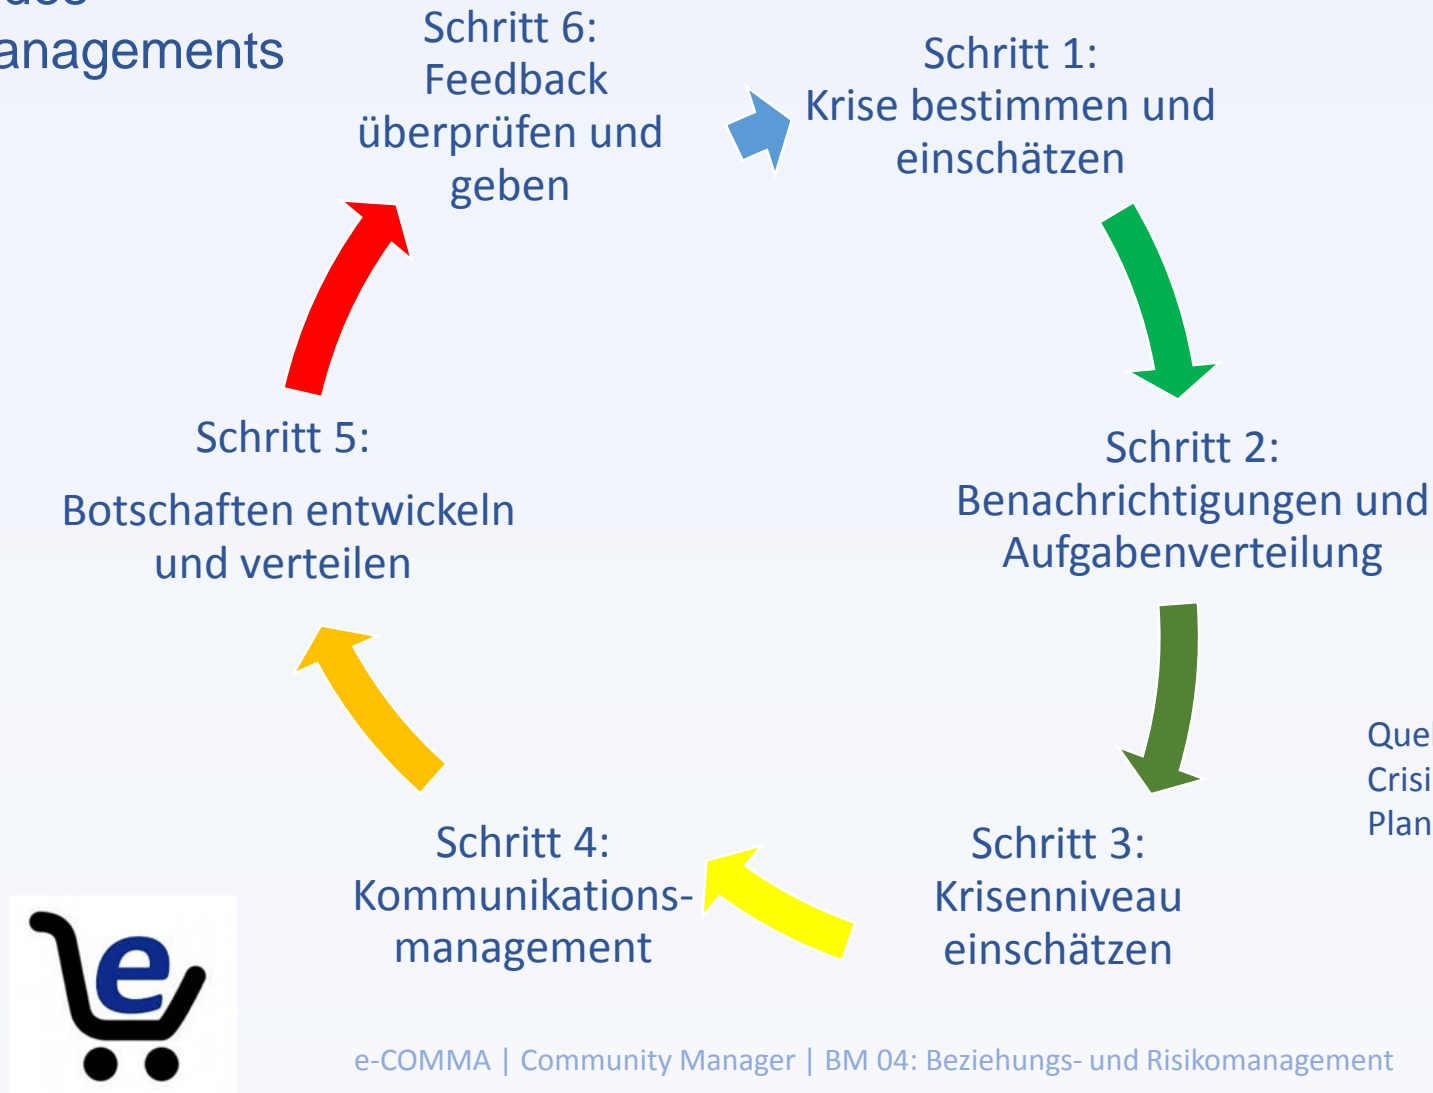 anagements
Schritt 6:
Feedback
überprüfen und
geben
Schritt 1:
Krise bestimmen und
einschätzen
Schritt 2:
Benachrichtigungen und
Aufgabenverteilung
Schritt 3:
Krisenniveau
einschätzen
Schritt 4:
Kommunikations-
management
Schritt 5:
Botschaften entwickeln
und verteilen
Plan
e
e-COMMA | Community Manager | BM 04: Beziehungs- und Risikomanagement